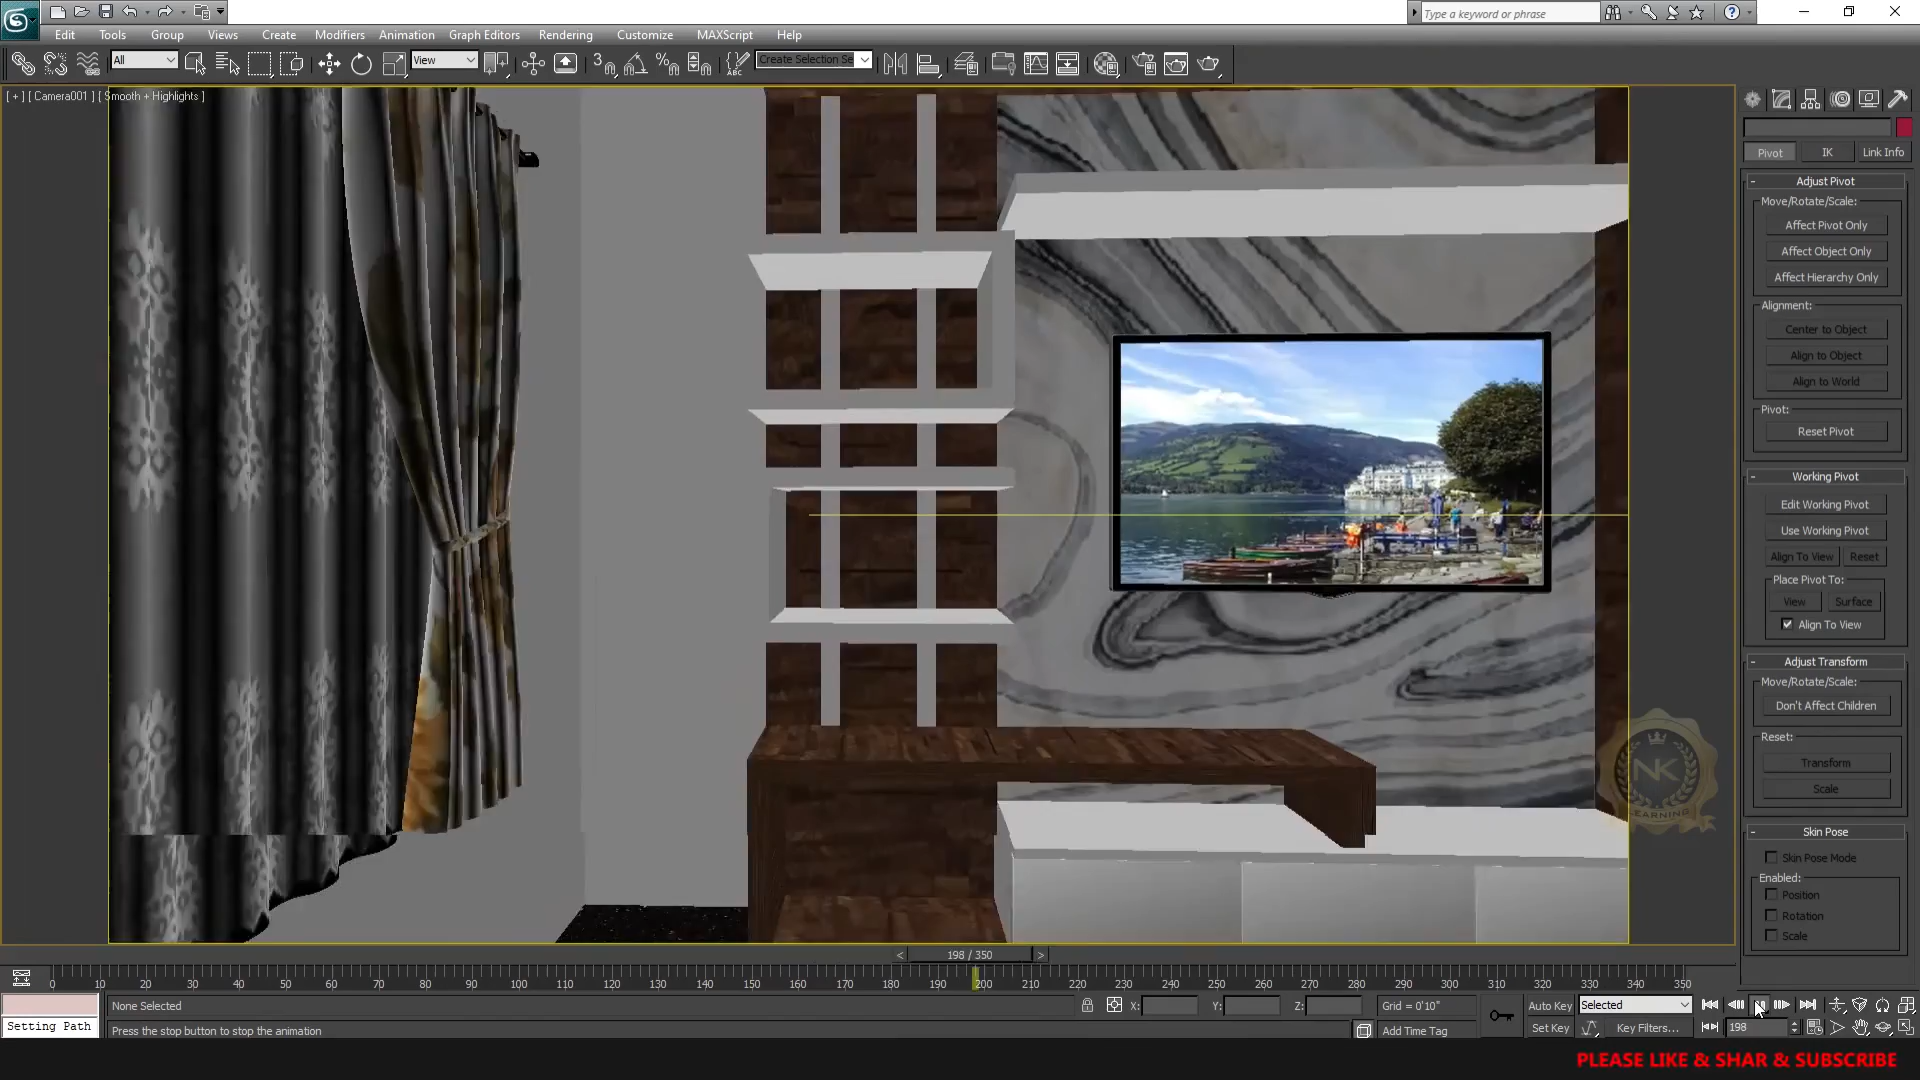 Type a keyword or phrase
Edit Tools Group Views Create Modifiers Animation Graph Editors Rendering Customize MAXScript Help
All View Create Selection Se
[ + ] [ Camera001 ] [ Smooth + Highlights ]
Pivot IK Link Info
Adjust Pivot
Move/Rotate/Scale:
Affect Pivot Only
Affect Object Only
Affect Hierarchy Only
Alignment:
Center to Object
Align to Object
Align to World
Pivot:
Reset Pivot
Working Pivot
Edit Working Pivot
Use Working Pivot
Align To View Reset
Place Pivot To:
View Surface
Align To View
Adjust Transform
Move/Rotate/Scale:
Don't Affect Children
Reset:
Transform
Scale
NK
LEARNING
Skin Pose
Skin Pose Mode
Enabled:
Position
Rotation
Scale
< 198 / 350 >
0 10 20 30 40 50 60 70 80 90 100 110 120 130 140 150 160 170 180 190 200 210 220 230 240 250 260 270 280 290 300 310 320 330 340 350
None Selected X: Y: Z: Grid = 0'10" Auto Key Selected
Setting Path Press the stop button to stop the animation Add Time Tag Set Key Key Filters... 198
PLEASE LIKE & SHAR & SUBSCRIBE